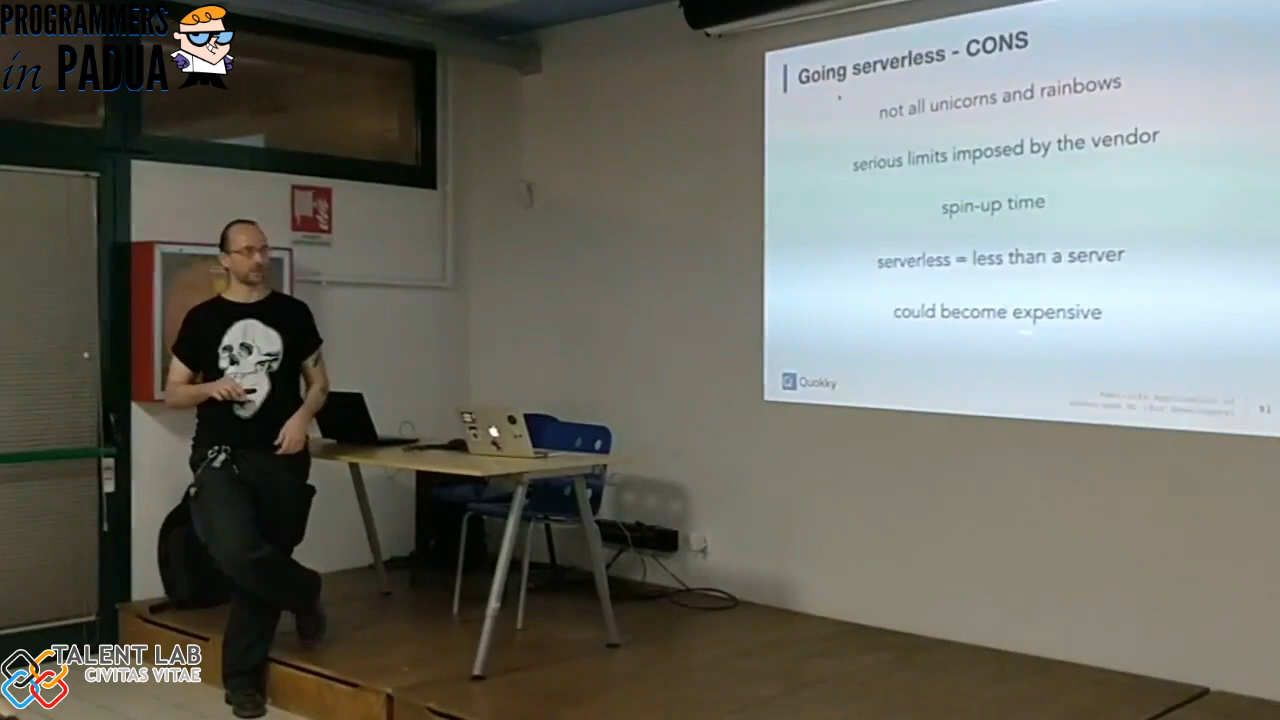 PROGRAMMERS
in PADUA
Going serverless - CONS
not all unicorns and rainbows
serious limits imposed by the vendor
spin-up time
serverless = less than a server
could become expensive
Quokky
TALENT LAB
CIVITAS VITAE